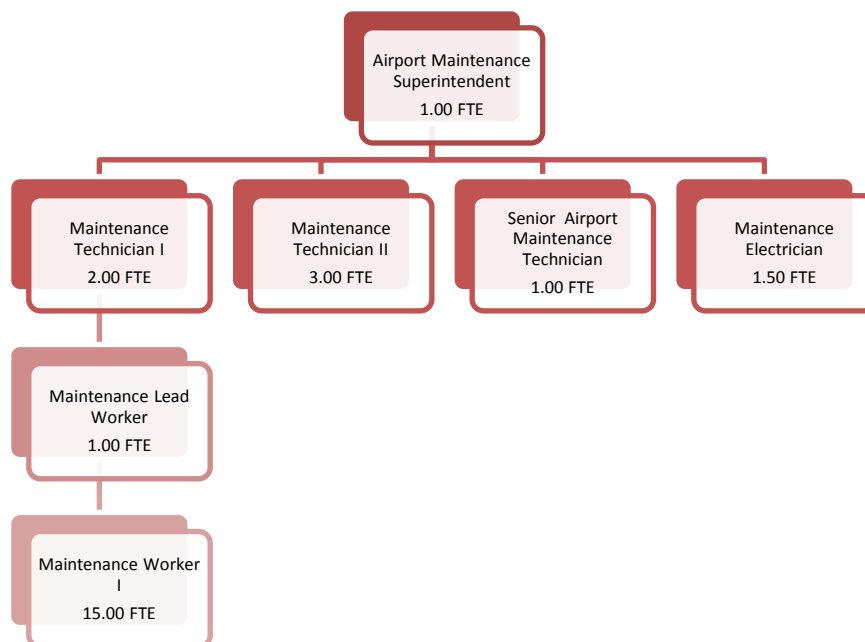 Airport Maintenance
Superintendent
1.00 FTE
Maintenance
Technician I
2.00 FTE
Maintenance
Technician II
3.00 FTE
Senior Airport
Maintenance
Technician
1.00 FTE
Maintenance
Electrician
1.50 FTE
Maintenance Lead
Worker
1.00 FTE
Maintenance Worker
I
15.00 FTE